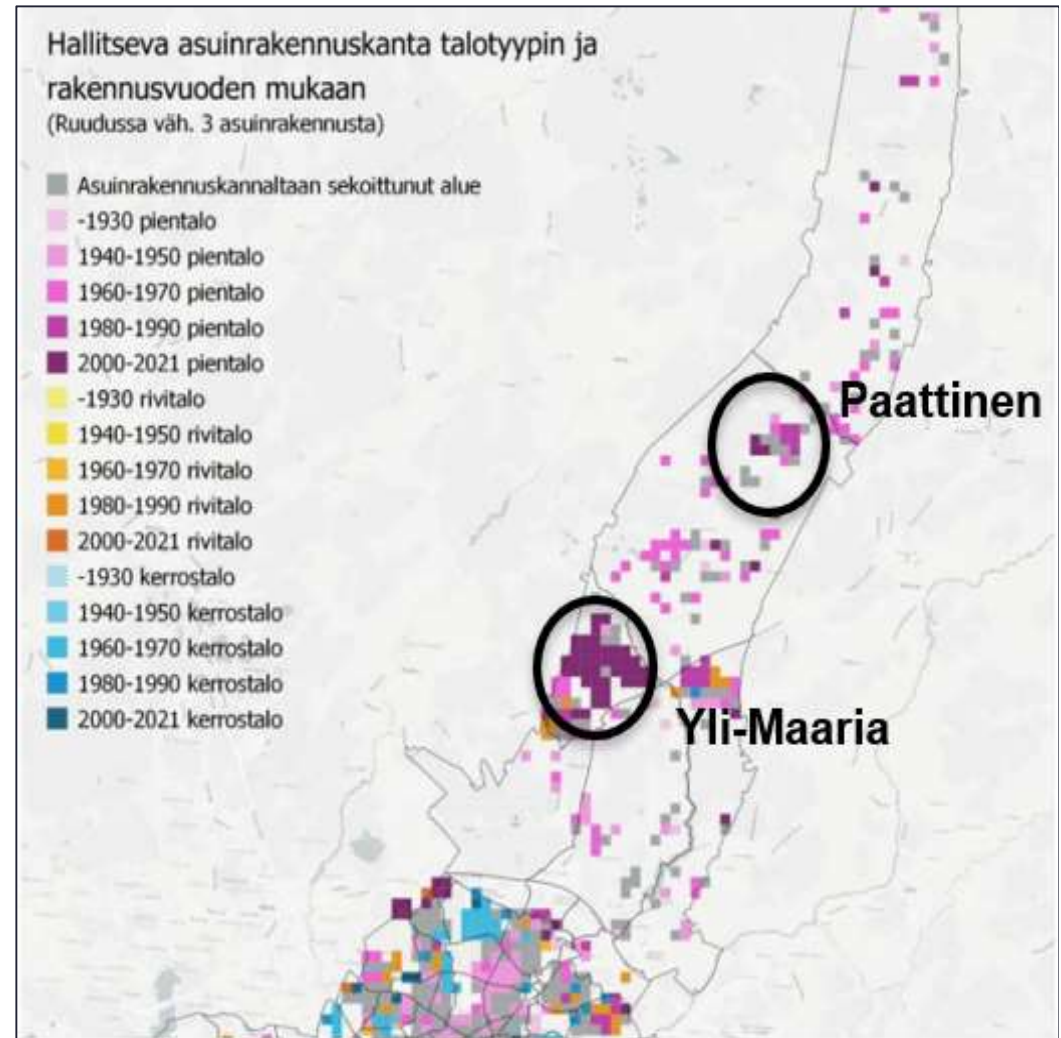 Hallitseva asuinrakennuskanta talotyypin ja
rakennusvuoden mukaan
(Ruudussa väh. 3 asuinrakennusta)
Asuinrakennuskannaltaan sekoittunut alue
-1930 pientalo
1940-1950 pientalo
1960-1970 pientalo
1980-1990 pientalo
2000-2021 pientalo
-1930 rivitalo
1940-1950 rivitalo
1960-1970 rivitalo
1980-1990 rivitalo
2000-2021 rivitalo
-1930 kerrostalo
1940-1950 kerrostalo
1960-1970 kerrostalo
1980-1990 kerrostalo
2000-2021 kerrostalo
Paattinen
Yli-Maaria